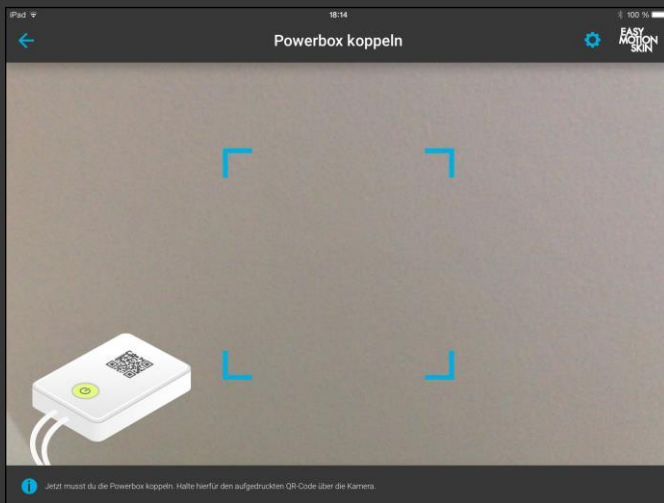 iPad
18:14
100 %
Powerbox koppeln
EASY
MOTION
SKIN
Jetzt musst du die Powerbox koppeln. Halte hierfür den aufgedruckten QR-Code über die Kamera.